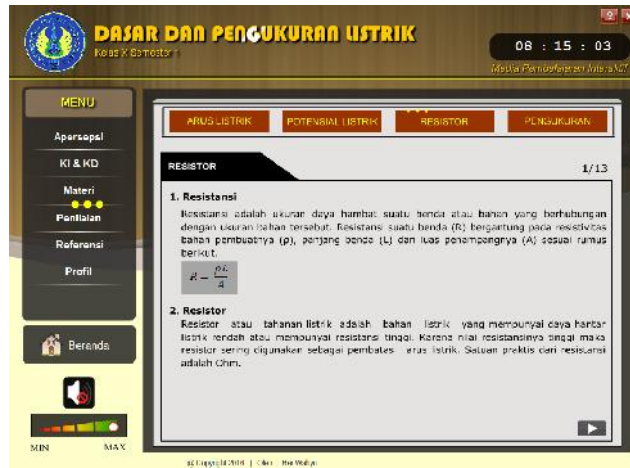 DASAR DAN PENGUKURAN LISTRIK
Kelas X Semester 1
08 : 15 : 03
Media Pembelajaran Interaktif
MENU
Apersepsi
KI & KD
Materi
Penilaian
Referensi
Profil
Beranda
MIN MAX
ARUS LISTRIK POTENSIAL LISTRIK RESISTOR PENGUKURAN
RESISTOR
1/13
1. Resistansi
Resistansi adalah ukuran daya hambat suatu benda atau bahan yang berhubungan
dengan ukuran bahan tersebut. Resistansi suatu benda (R) bergantung pada resistivitas
bahan pembuatnya (ρ), panjang benda (L) dan luas penampangnya (A) sesuai rumus
berikut.
R = ρL/A
2. Resistor
Resistor atau tahanan listrik adalah bahan listrik yang mempunyai daya hantar
listrik rendah atau mempunyai resistansi tinggi. Karena nilai resistansinya tinggi maka
resistor sering digunakan sebagai pembatas arus listrik. Satuan praktis dari resistansi
adalah Ohm.
@ Copyright 2016 | Oleh :